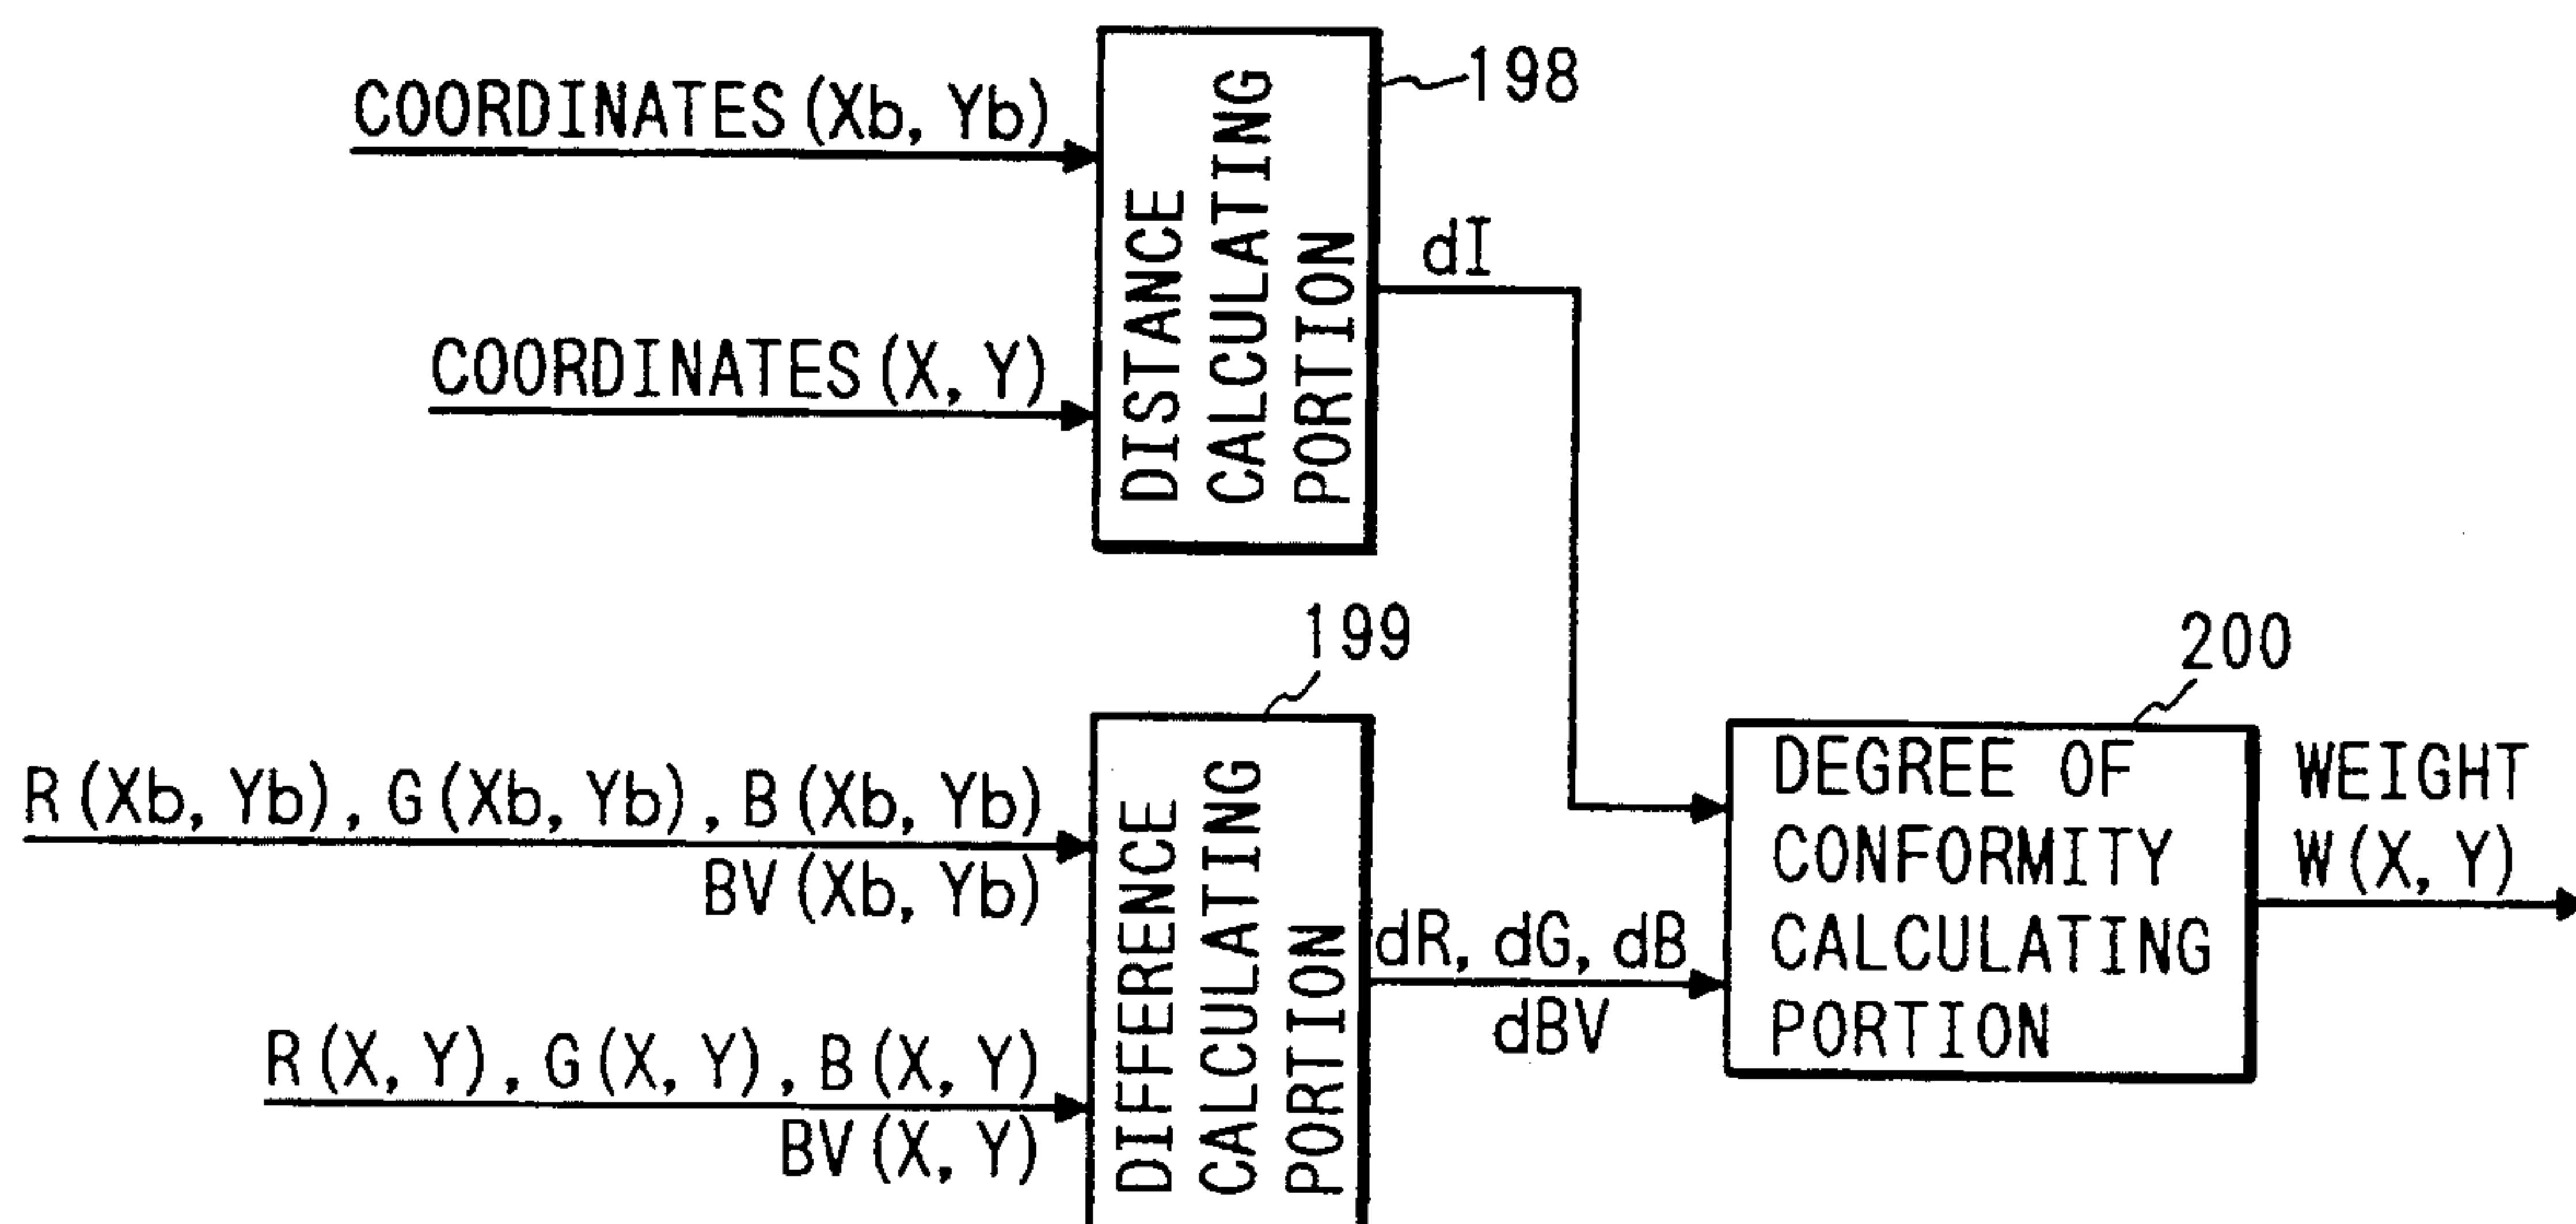 COORDINATES(Xb, Yb)
COORDINATES(X, Y)
DISTANCE
CALCULATING
PORTION
198
dI
R(Xb, Yb), G(Xb, Yb), B(Xb, Yb)
BV(Xb, Yb)
R(X, Y), G(X, Y), B(X, Y)
BV(X, Y)
DIFFERENCE
CALCULATING
PORTION
199
dR, dG, dB
dBV
200
DEGREE OF
CONFORMITY
CALCULATING
PORTION
WEIGHT
W(X, Y)